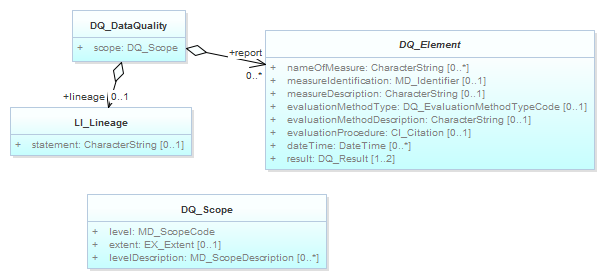 DQ_DataQuality
+ scope: DQ_Scope
+report
0..*
DQ_Element
+ nameOfMeasure: CharacterString [0..*]
+ measureIdentification: MD_Identifier [0..1]
+ measureDescription: CharacterString [0..1]
+ evaluationMethodType: DQ_EvaluationMethodTypeCode [0..1]
+ evaluationMethodDescription: CharacterString [0..1]
+ evaluationProcedure: CI_Citation [0..1]
+ dateTime: DateTime [0..*]
+ result: DQ_Result [1..2]
+lineage 0..1
LI_Lineage
+ statement: CharacterString [0..1]
DQ_Scope
+ level: MD_ScopeCode
+ extent: EX_Extent [0..1]
+ levelDescription: MD_ScopeDescription [0..*]